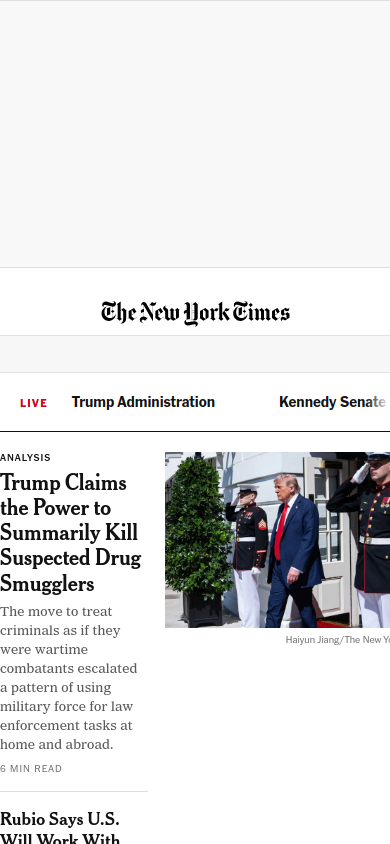 The New York Times
LIVE
Trump Administration
Kennedy Senate
ANALYSIS
Trump Claims
the Power to
Summarily Kill
Suspected Drug
Smugglers
The move to treat
criminals as if they
were wartime
combatants escalated
a pattern of using
military force for law
enforcement tasks at
home and abroad.
6 MIN READ
Haiyun Jiang/The New Yo
Rubio Says U.S.
Will Work With